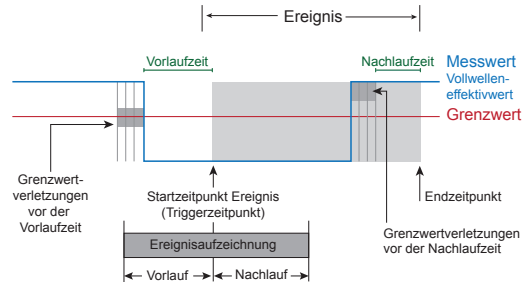 Ereignis
Vorlaufzeit
Nachlaufzeit
Messwert
Vollwellen-
effektivwert
Grenzwert
Grenzwert-
verletzungen
vor der
Vorlaufzeit
Startzeitpunkt Ereignis
(Triggerzeitpunkt)
Endzeitpunkt
Grenzwertverletzungen
vor der Nachlaufzeit
Ereignisaufzeichnung
Vorlauf
Nachlauf